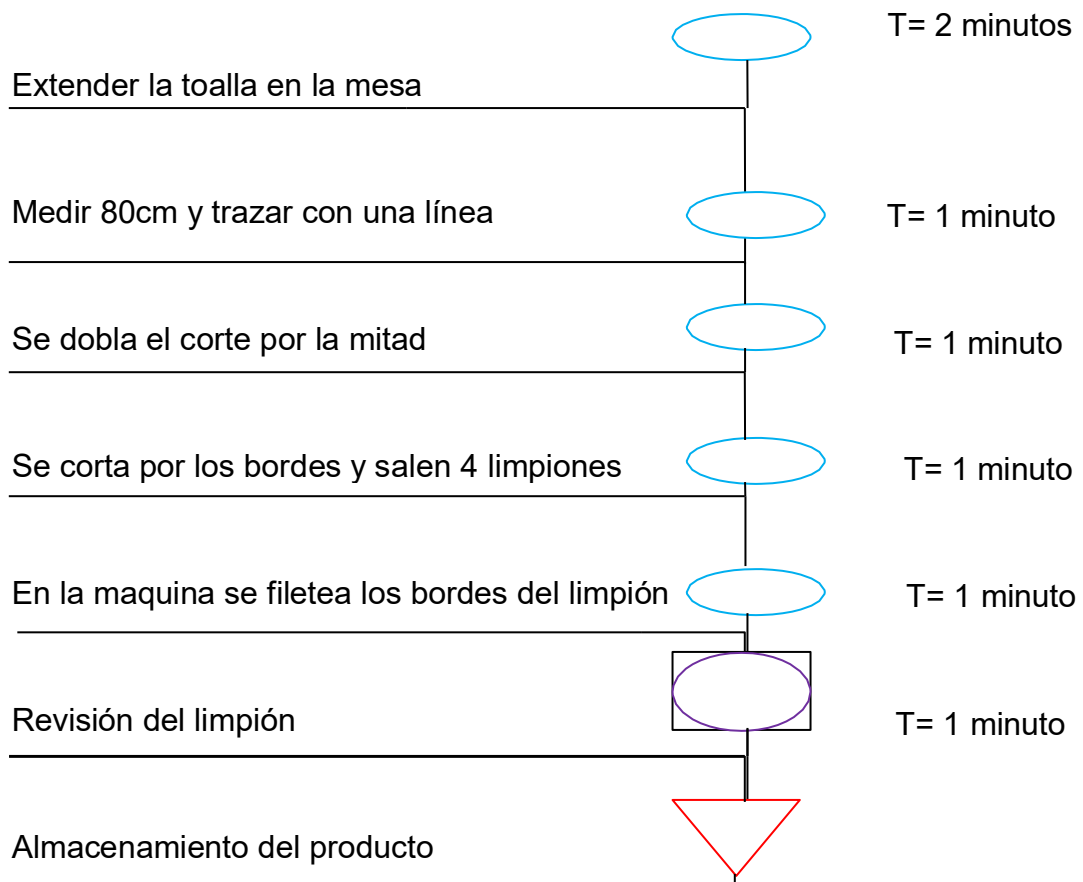 T= 2 minutos
Extender la toalla en la mesa
Medir 80cm y trazar con una línea
T= 1 minuto
Se dobla el corte por la mitad
T= 1 minuto
Se corta por los bordes y salen 4 limpiones
T= 1 minuto
En la maquina se filetea los bordes del limpión
T= 1 minuto
Revisión del limpión
T= 1 minuto
Almacenamiento del producto